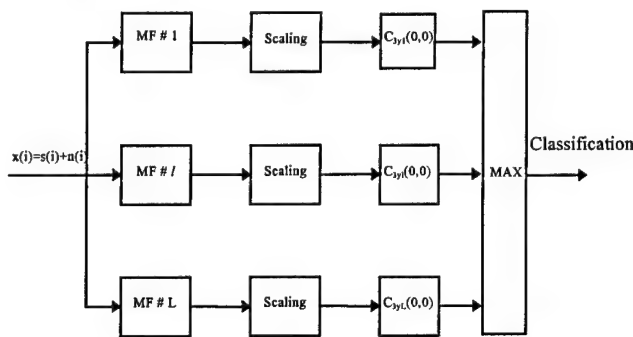 MF # 1
Scaling
C₃y₁(0,0)
x(i)=s(i)+n(i)
MF # l
Scaling
C₃yl(0,0)
MAX
Classification
MF # L
Scaling
C₃yL(0,0)